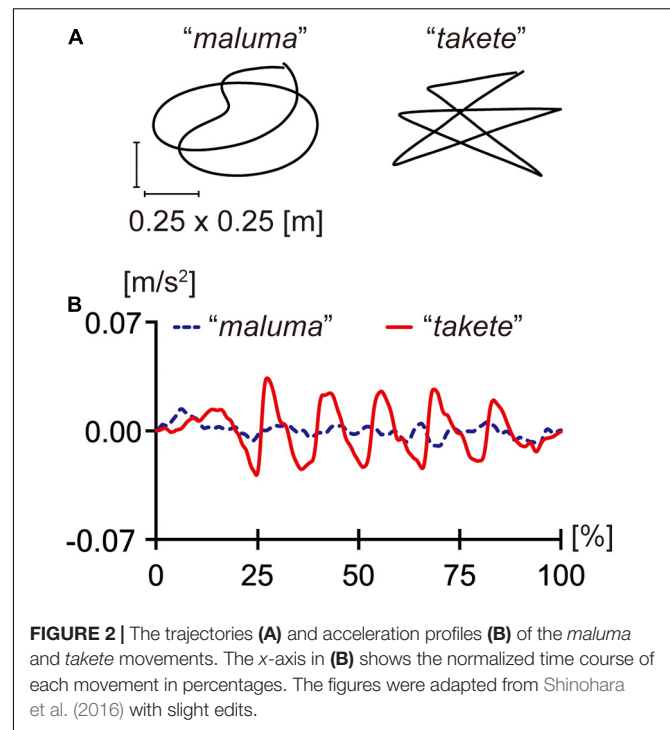 A
“maluma” “takete”
0.25 x 0.25 [m]
[m/s²]
B
0.07
“maluma” “takete”
0.00
-0.07
[%]
0 25 50 75 100
FIGURE 2 | The trajectories (A) and acceleration profiles (B) of the maluma
and takete movements. The x-axis in (B) shows the normalized time course of
each movement in percentages. The figures were adapted from Shinohara
et al. (2016) with slight edits.